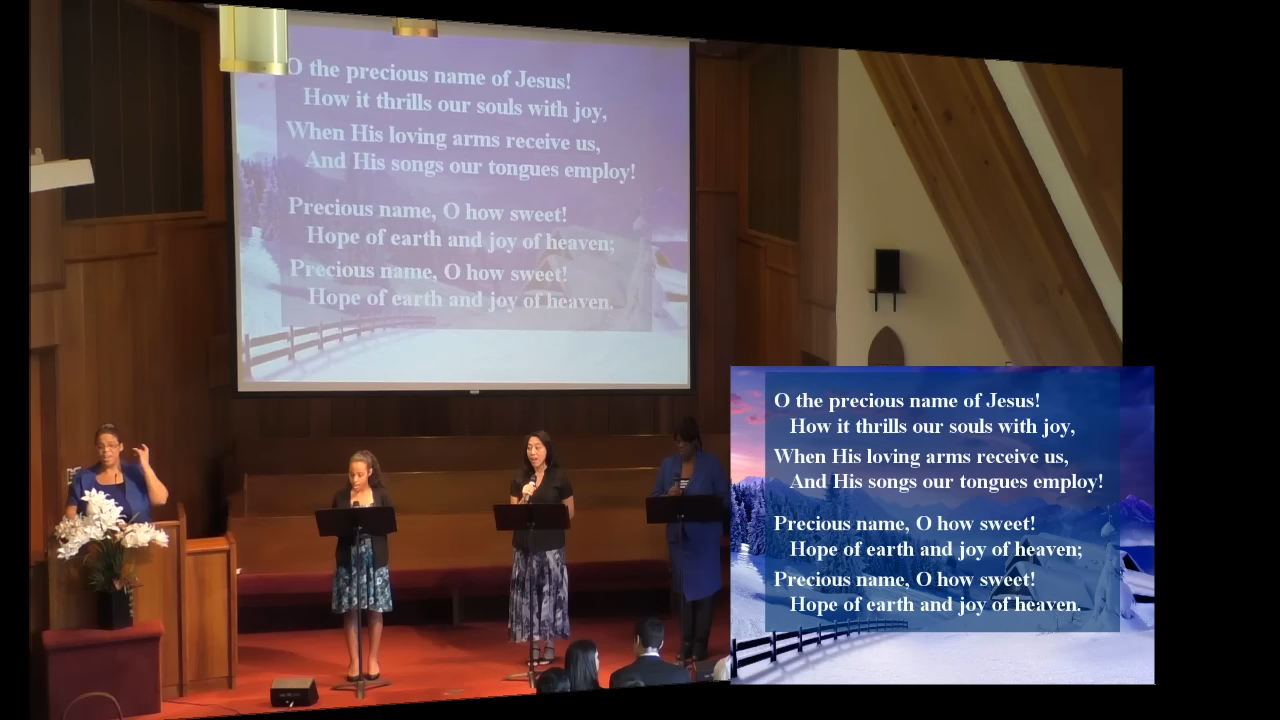 O the precious name of Jesus!
How it thrills our souls with joy,
When His loving arms receive us,
And His songs our tongues employ!
Precious name, O how sweet!
Hope of earth and joy of heaven;
Precious name, O how sweet!
Hope of earth and joy of heaven.
O the precious name of Jesus!
How it thrills our souls with joy,
When His loving arms receive us,
And His songs our tongues employ!
Precious name, O how sweet!
Hope of earth and joy of heaven;
Precious name, O how sweet!
Hope of earth and joy of heaven.